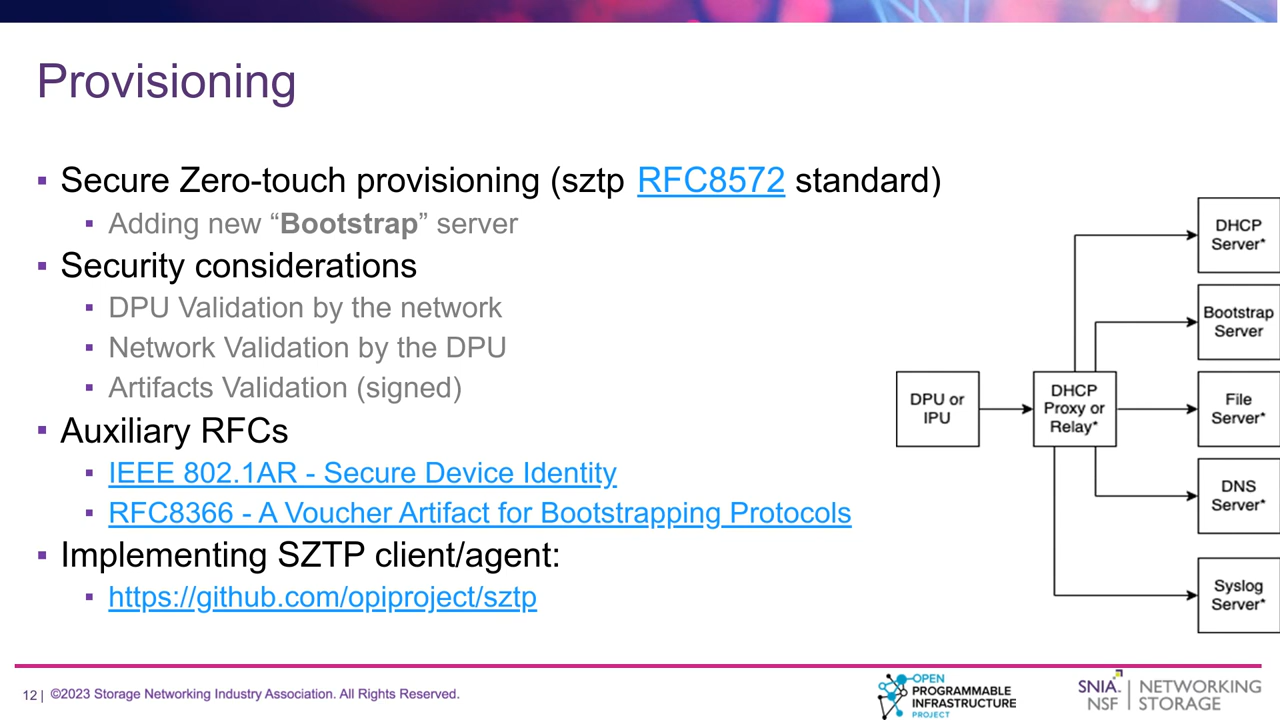 Provisioning
▪ Secure Zero-touch provisioning (sztp RFC8572 standard)
▪ Adding new “Bootstrap” server
▪ Security considerations
▪ DPU Validation by the network
▪ Network Validation by the DPU
▪ Artifacts Validation (signed)
▪ Auxiliary RFCs
▪ IEEE 802.1AR - Secure Device Identity
▪ RFC8366 - A Voucher Artifact for Bootstrapping Protocols
▪ Implementing SZTP client/agent:
▪ https://github.com/opiproject/sztp
DPU or
IPU
DHCP
Proxy or
Relay*
DHCP
Server*
Bootstrap
Server
File
Server*
DNS
Server*
Syslog
Server*
12 | ©2023 Storage Networking Industry Association. All Rights Reserved.
OPEN
PROGRAMMABLE
INFRASTRUCTURE
PROJECT
SNIA. | NETWORKING
NSF | STORAGE